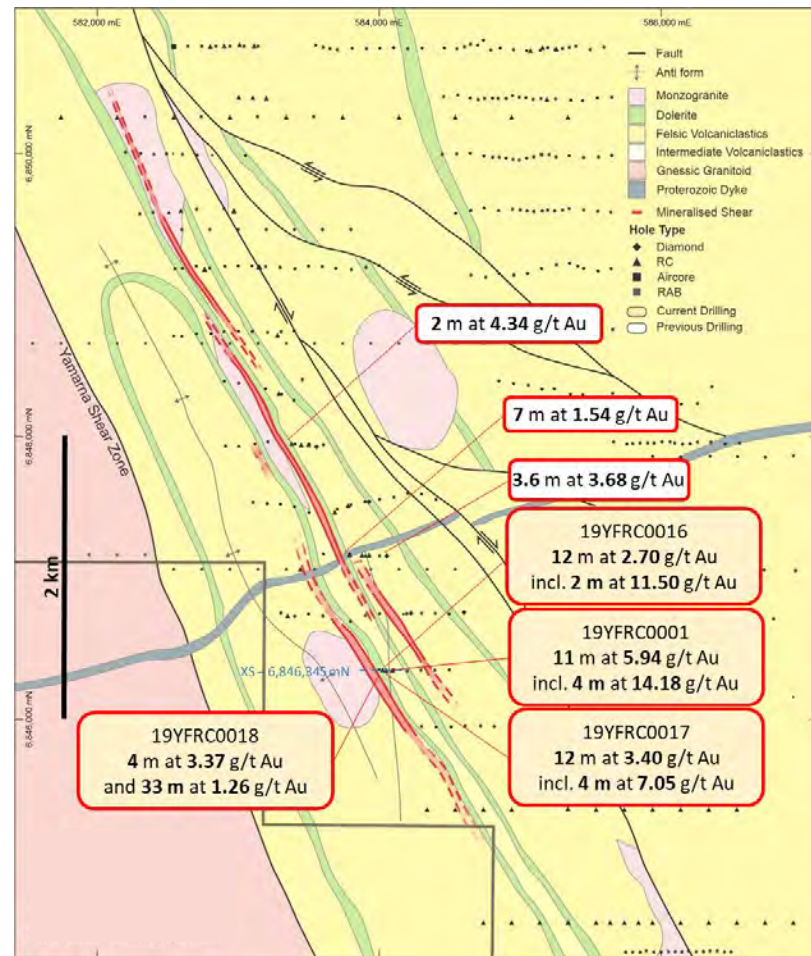 582,000 mE
584,000 mE
586,000 mE
Fault
Anti form
Monzogranite
Dolerite
Felsic Volcaniclastics
Intermediate Volcaniclastics
Gnessic Granitoid
Proterozoic Dyke
Mineralised Shear
Hole Type
Diamond
RC
Aircore
RAB
Current Drilling
Previous Drilling
6,850,000 mN
2 m at 4.34 g/t Au
Yamarna Shear Zone
7 m at 1.54 g/t Au
6,848,000 mN
3.6 m at 3.68 g/t Au
19YFRC0016
12 m at 2.70 g/t Au
incl. 2 m at 11.50 g/t Au
2 km
19YFRC0001
11 m at 5.94 g/t Au
incl. 4 m at 14.18 g/t Au
XS – 6,846,345 mN
6,846,000 mN
19YFRC0018
4 m at 3.37 g/t Au
and 33 m at 1.26 g/t Au
19YFRC0017
12 m at 3.40 g/t Au
incl. 4 m at 7.05 g/t Au